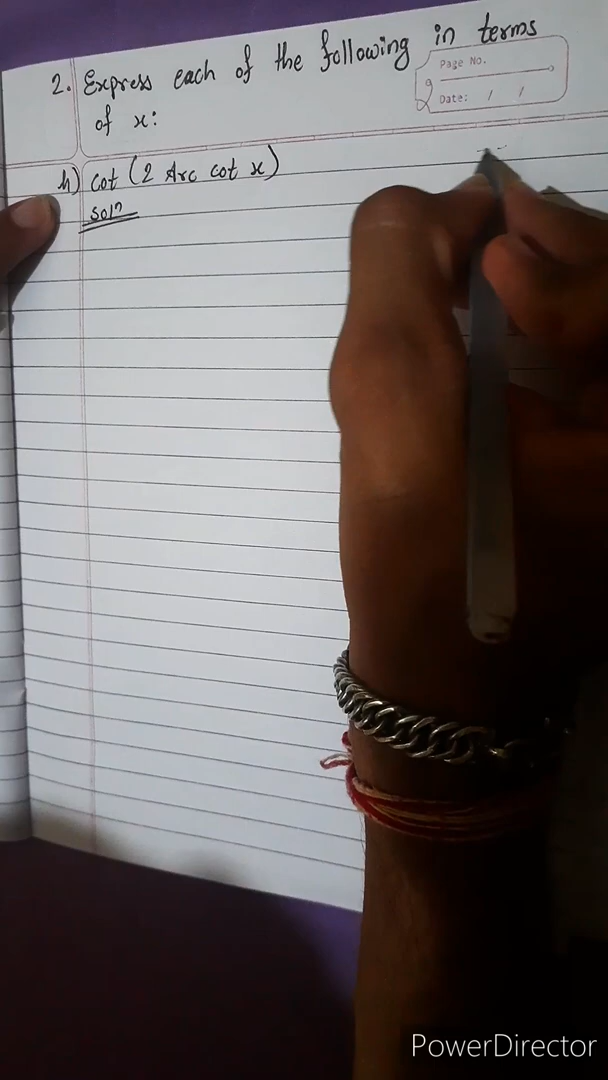 2. Express each of the following in terms
of x:
Page No.
Date: / /
h) cot (2 Arc cot x)
Soln
PowerDirector